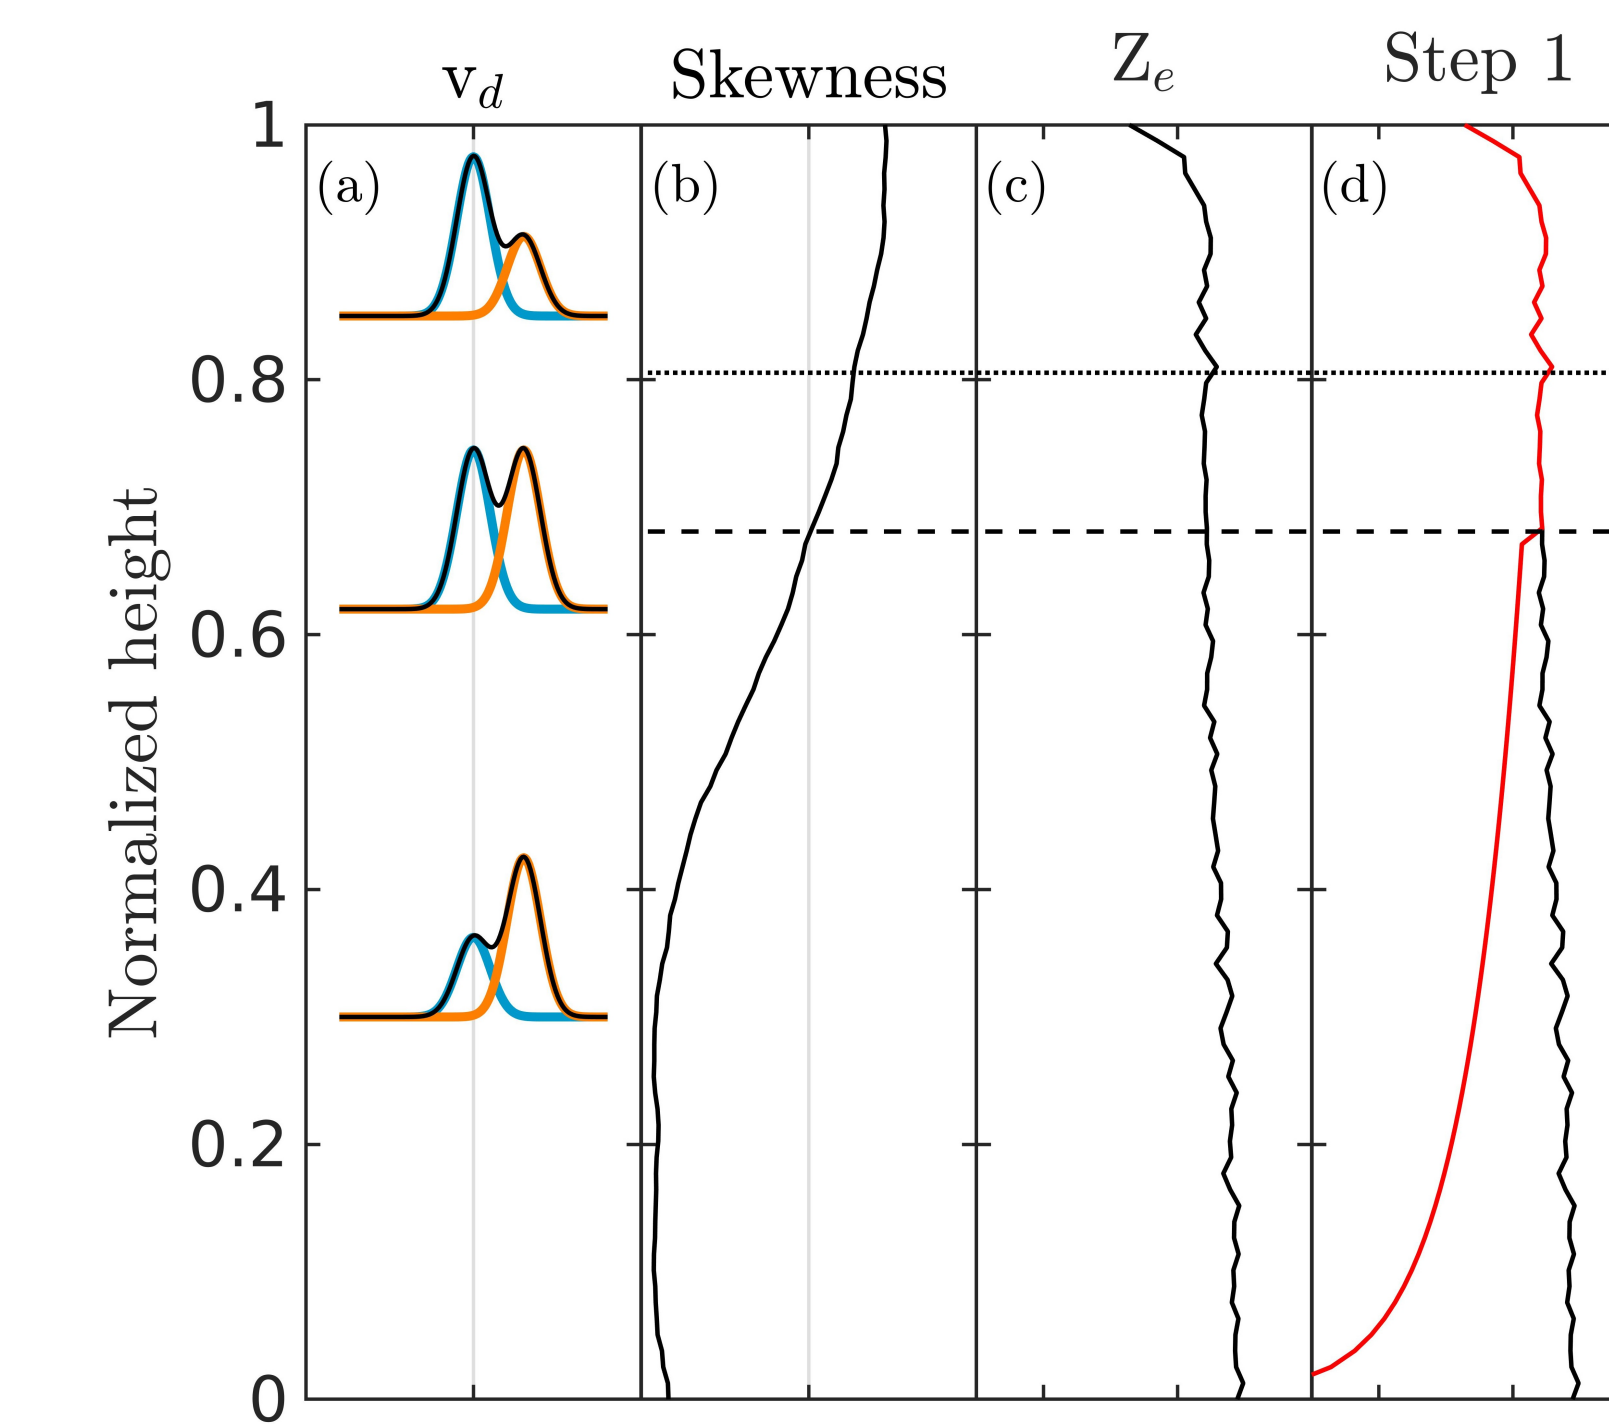 v_d
Skewness
Z_e
Step 1
(a)
(b)
(c)
(d)
1
0.8
0.6
0.4
0.2
0
Normalized height